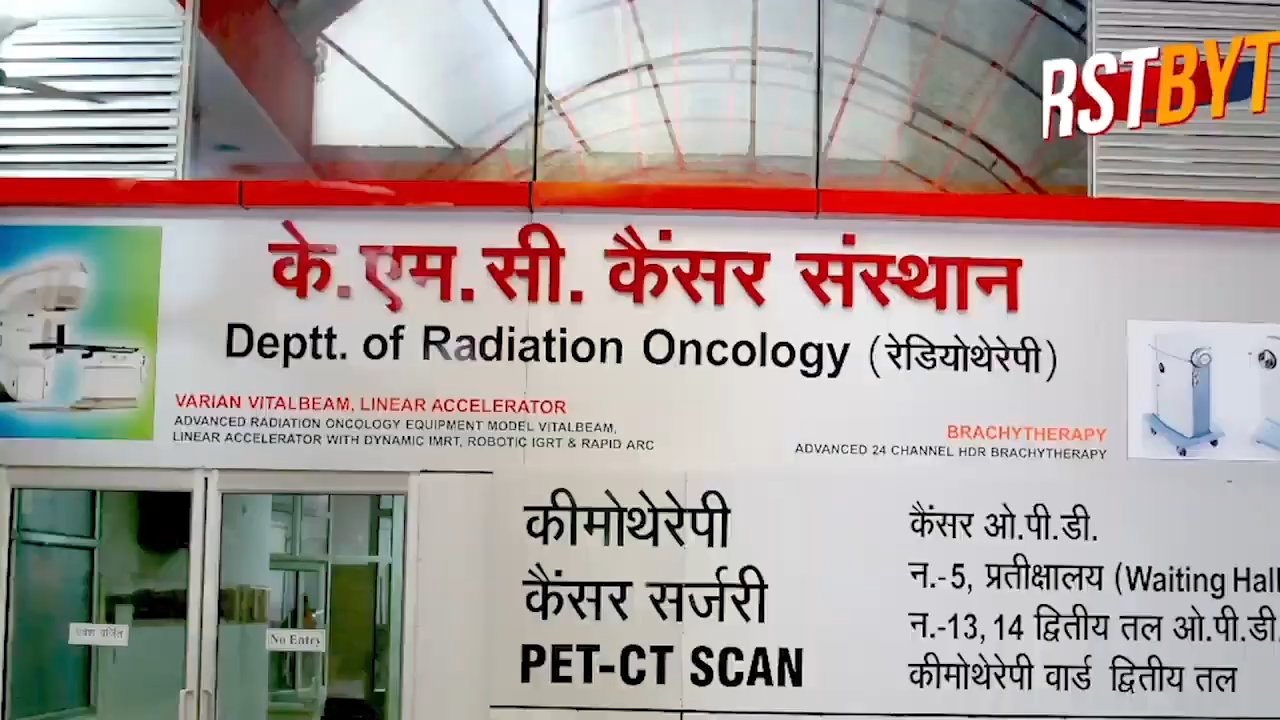 RSTBYT
के.एम.सी. कैंसर संस्थान
Deptt. of Radiation Oncology (रेडियोथेरेपी)
VARIAN VITALBEAM, LINEAR ACCELERATOR
ADVANCED RADIATION ONCOLOGY EQUIPMENT MODEL VITALBEAM,
LINEAR ACCELERATOR WITH DYNAMIC IMRT, ROBOTIC IGRT & RAPID ARC
BRACHYTHERAPY
ADVANCED 24 CHANNEL HDR BRACHYTHERAPY
कीमोथेरेपी
कैंसर सर्जरी
PET-CT SCAN
कैंसर ओ.पी.डी.
न.-5, प्रतीक्षालय (Waiting Hall
न.-13, 14 द्वितीय तल ओ.पी.डी.
कीमोथेरेपी वार्ड द्वितीय तल
प्रवेश वर्जित
No Entry